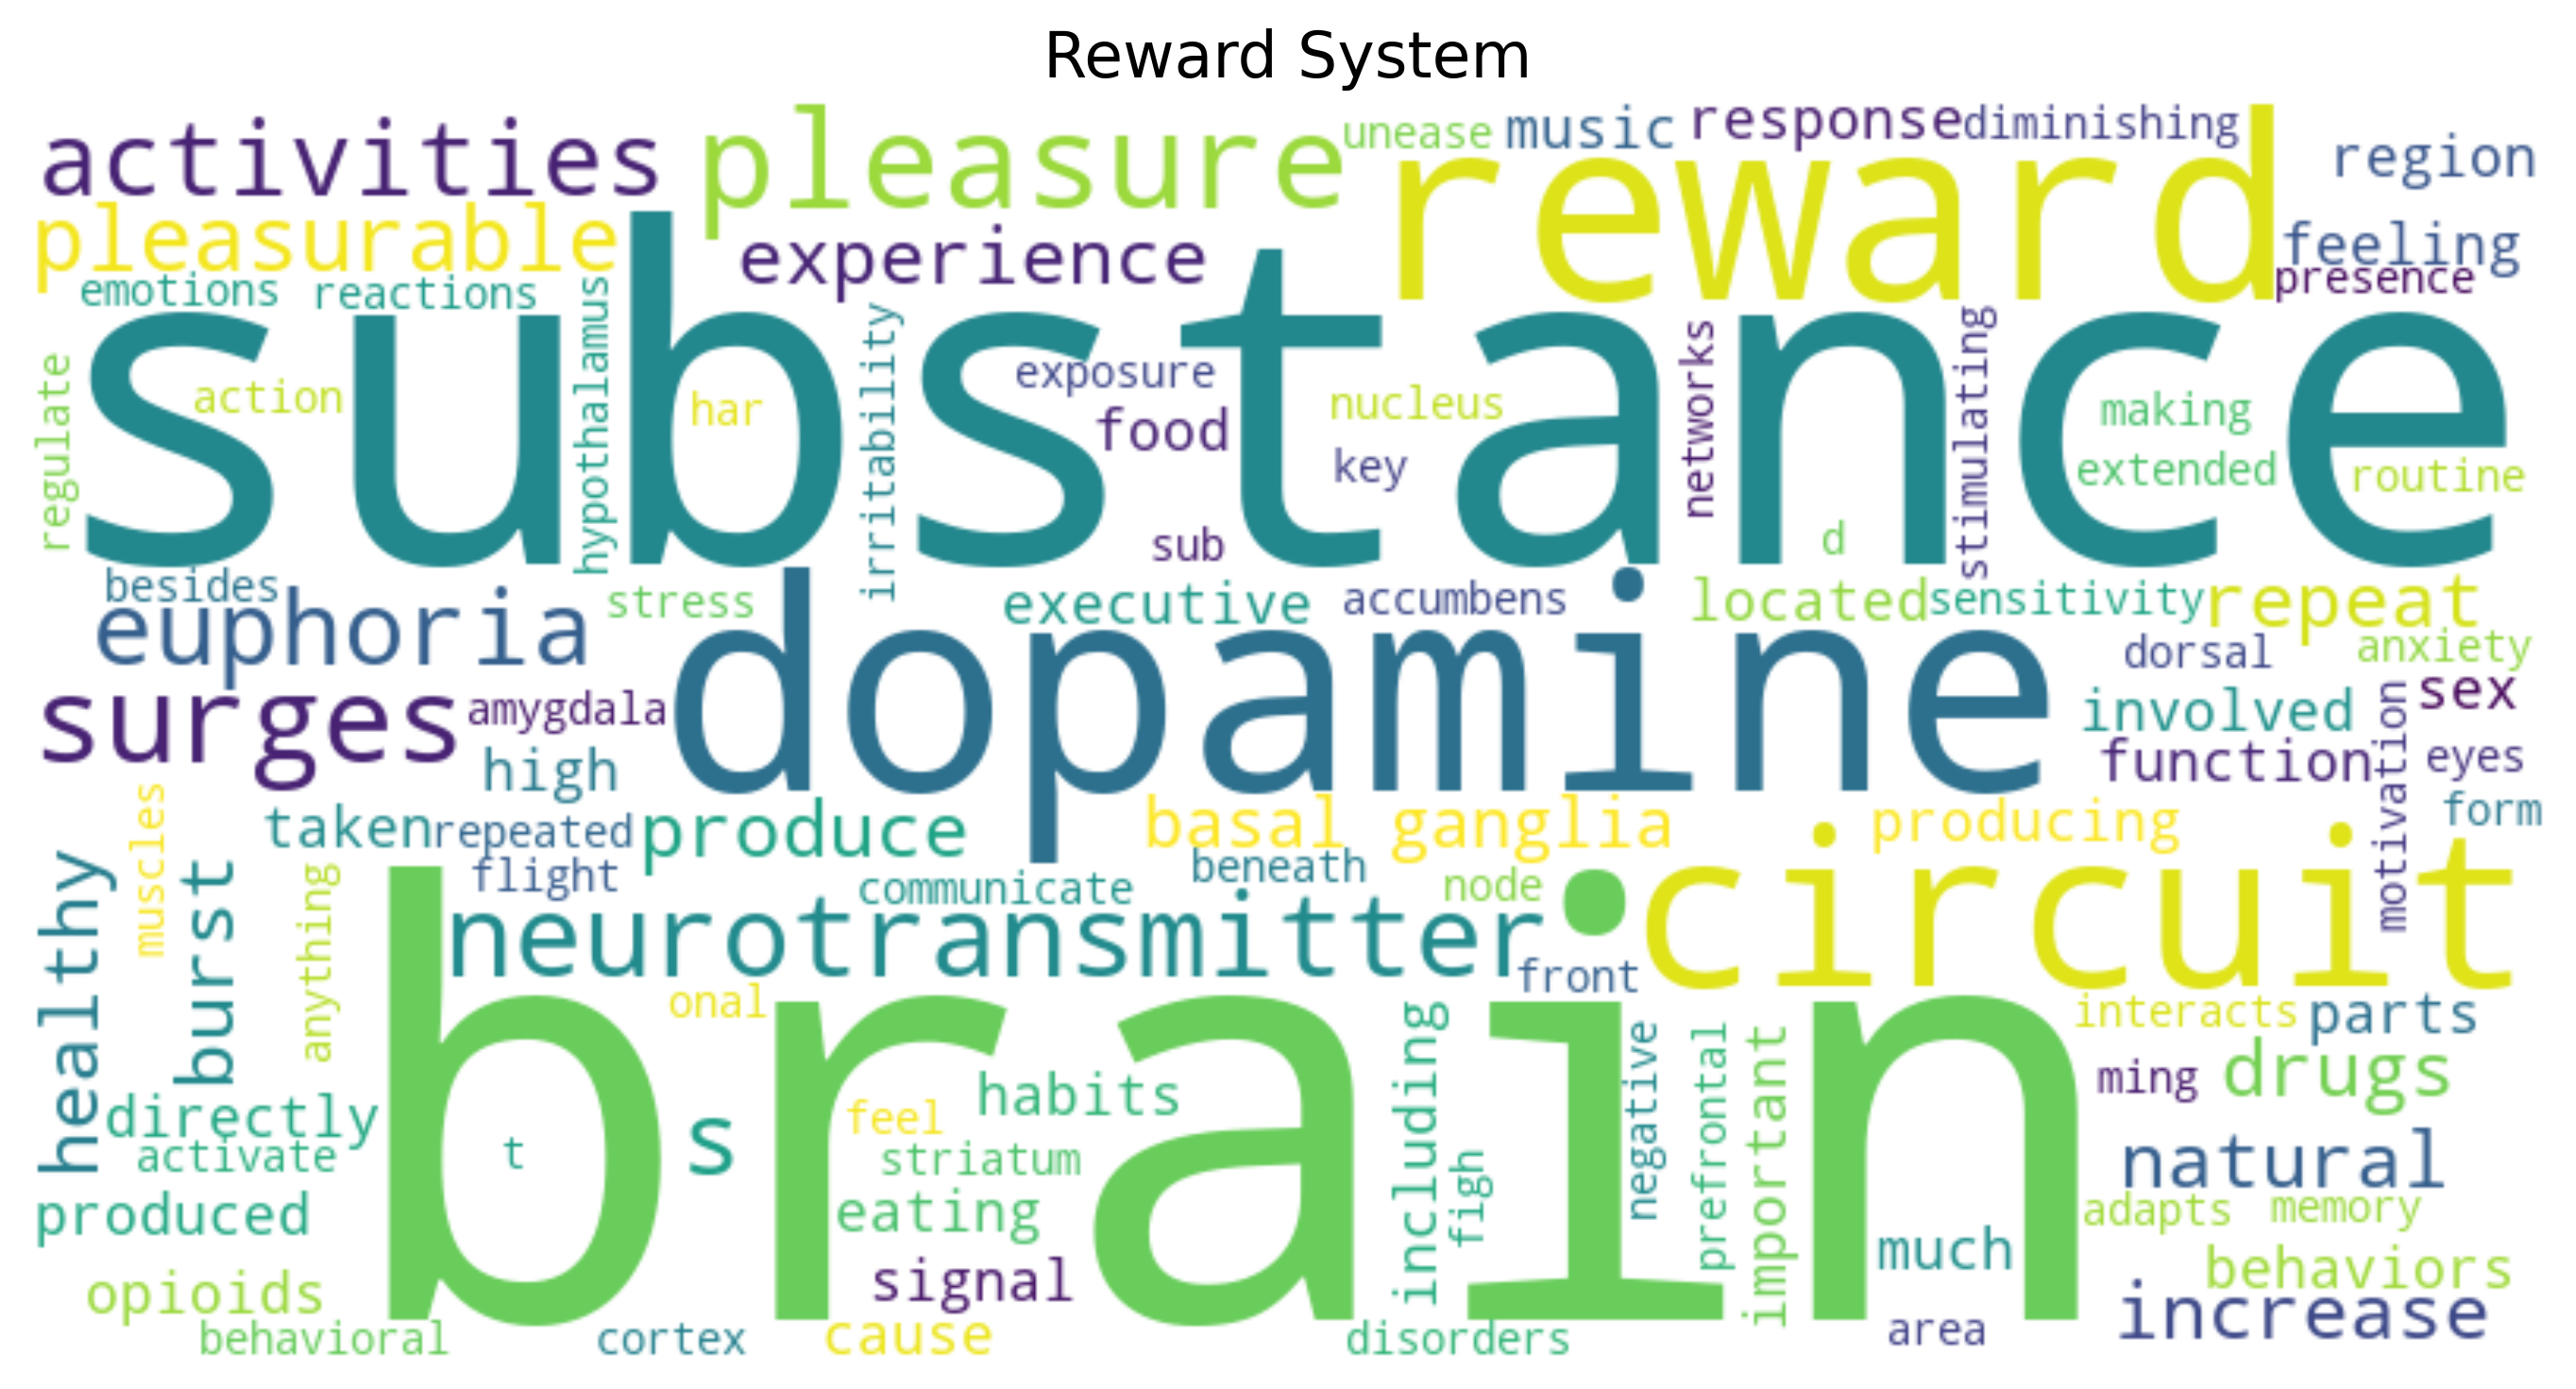 Reward System
activities
pleasure
unease
music
response
diminishing
region
pleasurable
experience
reward
feeling
presence
emotions
reactions
hypothalamus
irritability
substance
regulate
action
har
exposure
food
nucleus
key
networks
stimulating
making
extended
routine
sub
d
besides
euphoria
stress
executive
accumbens
located
sensitivity
repeat
dorsal
anxiety
surges
amygdala
dopamine
involved
sex
high
function
motivation
eyes
muscles
taken
repeated
produce
basal ganglia
producing
form
healthy
burst
anything
flight
communicate
beneath
node
circuit
neurotransmitter
front
onal
brain
interacts
parts
including
negative
prefrontal
important
ming
drugs
directly
activate
t
s
feel
habits
striatum
figh
natural
produced
eating
much
adapts
memory
opioids
signal
behaviors
behavioral
cortex
cause
disorders
area
increase